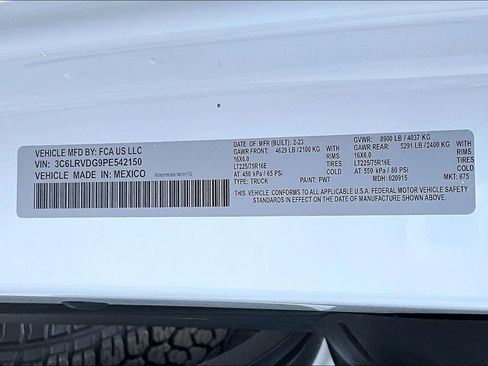 VEHICLE MFD BY: FCA US LLC
VIN: 3C6LRVDG9PE542150
VEHICLE MADE IN: MEXICO
DATE OF MFR (BUILT): 2-23
GAWR FRONT: 4629 LB / 2100 KG WITH
16X6.0 RIMS
LT225/75R16E TIRES
AT 450 kPa / 65 PSI COLD
TYPE: TRUCK PAINT: PW7
GVWR: 8900 LB / 4037 KG
GAWR REAR: 5291 LB / 2400 KG WITH
16X6.0 RIMS
LT225/75R16E TIRES
AT 550 kPa / 80 PSI COLD
MDH: 020915 MKT: 875
THIS VEHICLE CONFORMS TO ALL APPLICABLE U.S.A. FEDERAL MOTOR VEHICLE SAFETY
STANDARDS IN EFFECT ON THE DATE OF MANUFACTURE SHOWN ABOVE.